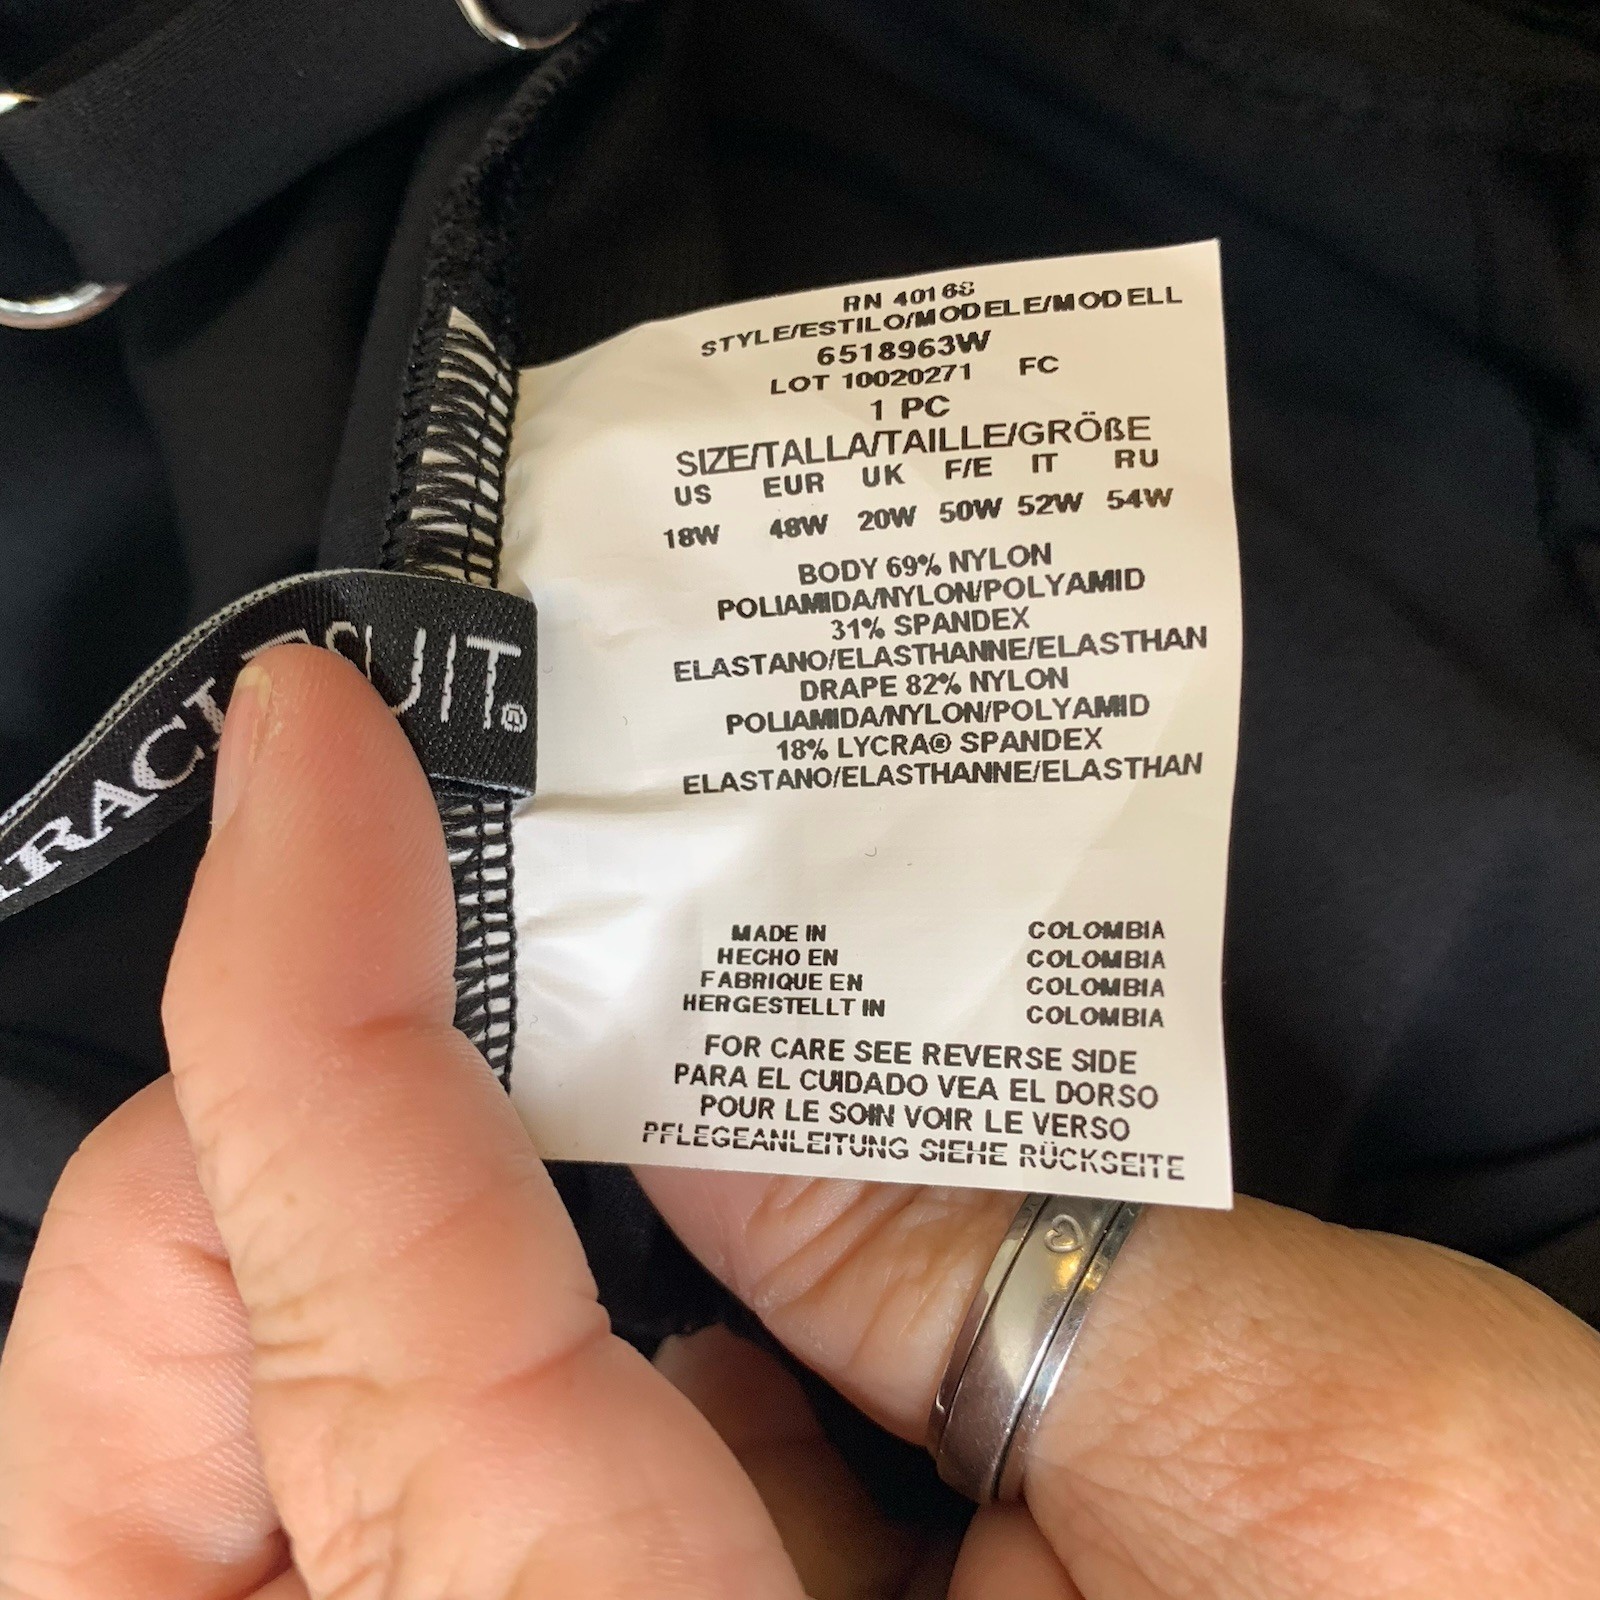 RN 40168
STYLE/ESTILO/MODELE/MODELL
6518963W
LOT 10020271 FC
1 PC
SIZE/TALLA/TAILLE/GRÖßE
US EUR UK F/E IT RU
18W 48W 20W 50W 52W 54W
BODY 69% NYLON
POLIAMIDA/NYLON/POLYAMID
31% SPANDEX
ELASTANO/ELASTHANNE/ELASTHAN
DRAPE 82% NYLON
POLIAMIDA/NYLON/POLYAMID
18% LYCRA® SPANDEX
ELASTANO/ELASTHANNE/ELASTHAN
MADE IN COLOMBIA
HECHO EN COLOMBIA
FABRIQUE EN COLOMBIA
HERGESTELLT IN COLOMBIA
FOR CARE SEE REVERSE SIDE
PARA EL CUIDADO VEA EL DORSO
POUR LE SOIN VOIR LE VERSO
PFLEGEANLEITUNG SIEHE RÜCKSEITE